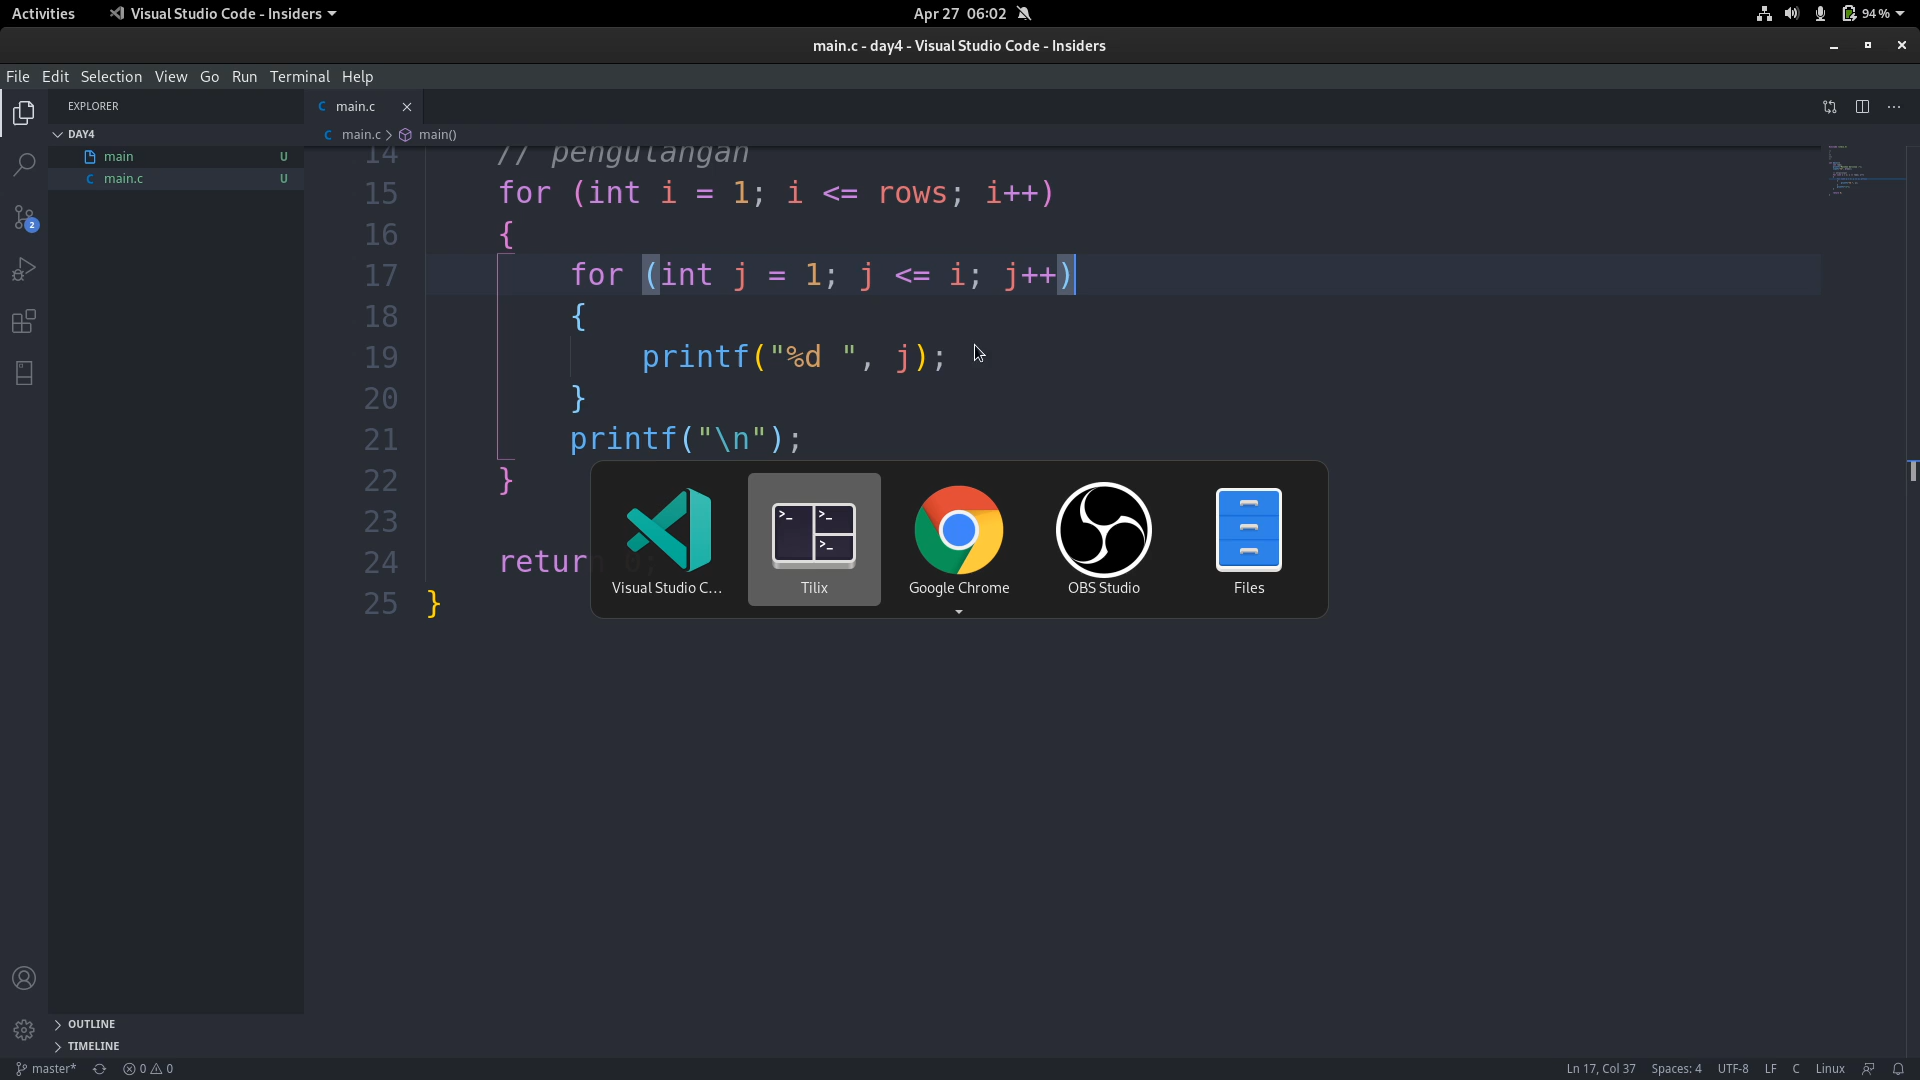 Activities Visual Studio Code - Insiders Apr 27 06:02 94 %
main.c - day4 - Visual Studio Code - Insiders
File Edit Selection View Go Run Terminal Help
EXPLORER
main.c
DAY4
main.c main()
main U
main.c U
2
14 // pengulangan
15 for (int i = 1; i <= rows; i++)
16 {
17 for (int j = 1; j <= i; j++)
18 {
19 printf("%d ", j);
20 }
21 printf("\n");
22 }
23
24 return 0;
25 }
Visual Studio C... Tilix Google Chrome OBS Studio Files
OUTLINE
TIMELINE
master* 0 0 Ln 17, Col 37 Spaces: 4 UTF-8 LF C Linux